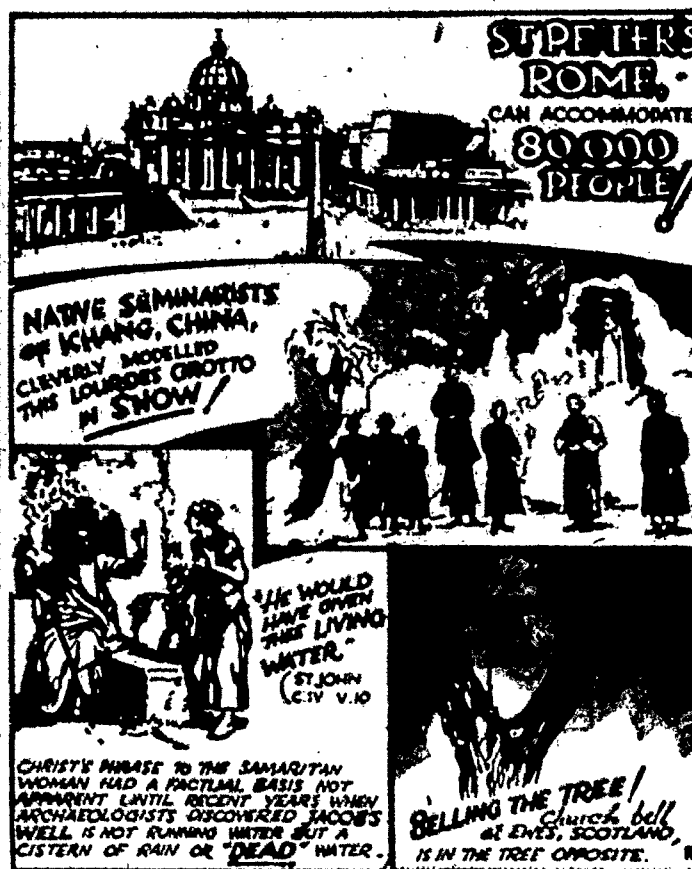 ST PETERS
ROME,
CAN ACCOMMODATE
80,000
PEOPLE!
NATIVE SEMINARISTS
OF ICHANG, CHINA,
CLEVERLY MODELLED
THIS LOURDES GROTTO
IN SNOW!
"HE WOULD
HAVE GIVEN
THEE LIVING
WATER."
(ST. JOHN
C.IV V.10
CHRIST'S PHRASE TO THE SAMARITAN
WOMAN HAD A FACTUAL BASIS NOT
APPARENT UNTIL RECENT YEARS WHEN
ARCHAEOLOGISTS DISCOVERED JACOB'S
WELL IS NOT RUNNING WATER BUT A
CISTERN OF RAIN OR "DEAD" WATER.
BELLING THE TREE!
Church bell
at EWES, SCOTLAND,
IS IN THE TREE OPPOSITE.